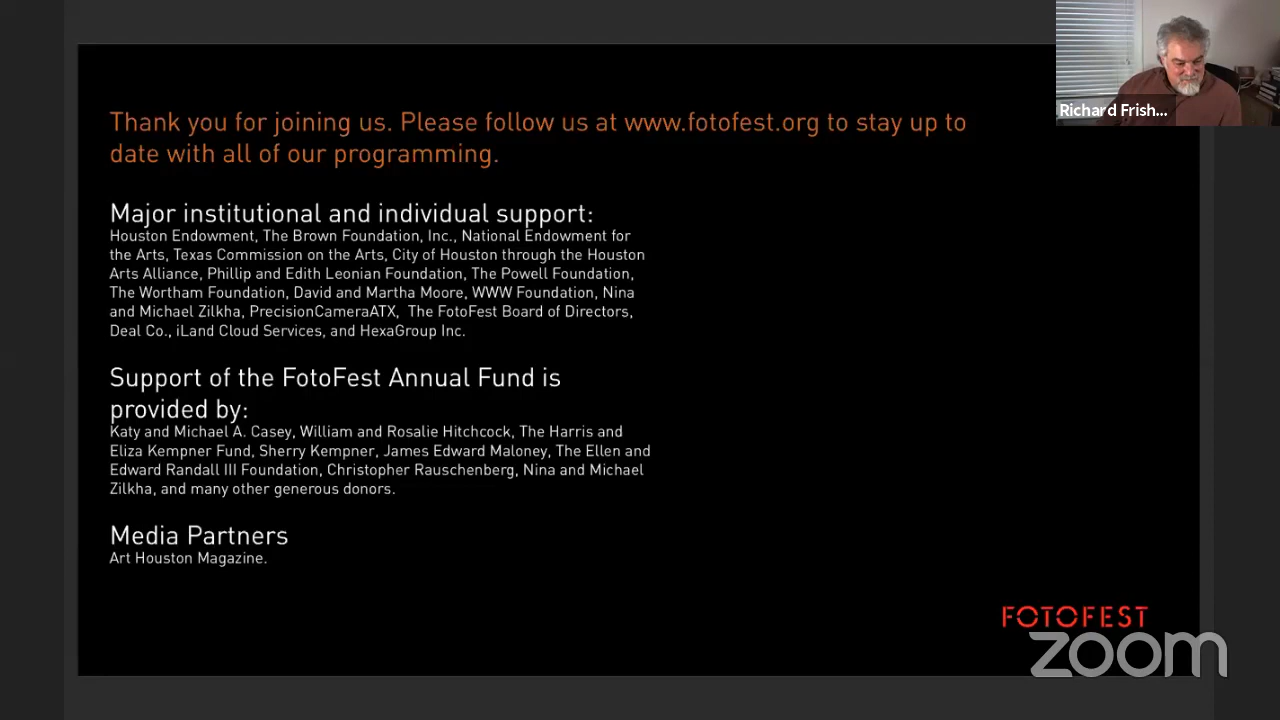 Thank you for joining us. Please follow us at www.fotofest.org to stay up to
date with all of our programming.
Major institutional and individual support:
Houston Endowment, The Brown Foundation, Inc., National Endowment for
the Arts, Texas Commission on the Arts, City of Houston through the Houston
Arts Alliance, Phillip and Edith Leonian Foundation, The Powell Foundation,
The Wortham Foundation, David and Martha Moore, WWW Foundation, Nina
and Michael Zilkha, PrecisionCameraATX, The FotoFest Board of Directors,
Deal Co., iLand Cloud Services, and HexaGroup Inc.
Support of the FotoFest Annual Fund is
provided by:
Katy and Michael A. Casey, William and Rosalie Hitchcock, The Harris and
Eliza Kempner Fund, Sherry Kempner, James Edward Maloney, The Ellen and
Edward Randall III Foundation, Christopher Rauschenberg, Nina and Michael
Zilkha, and many other generous donors.
Media Partners
Art Houston Magazine.
Richard Frish...
FOTOFEST
zoom